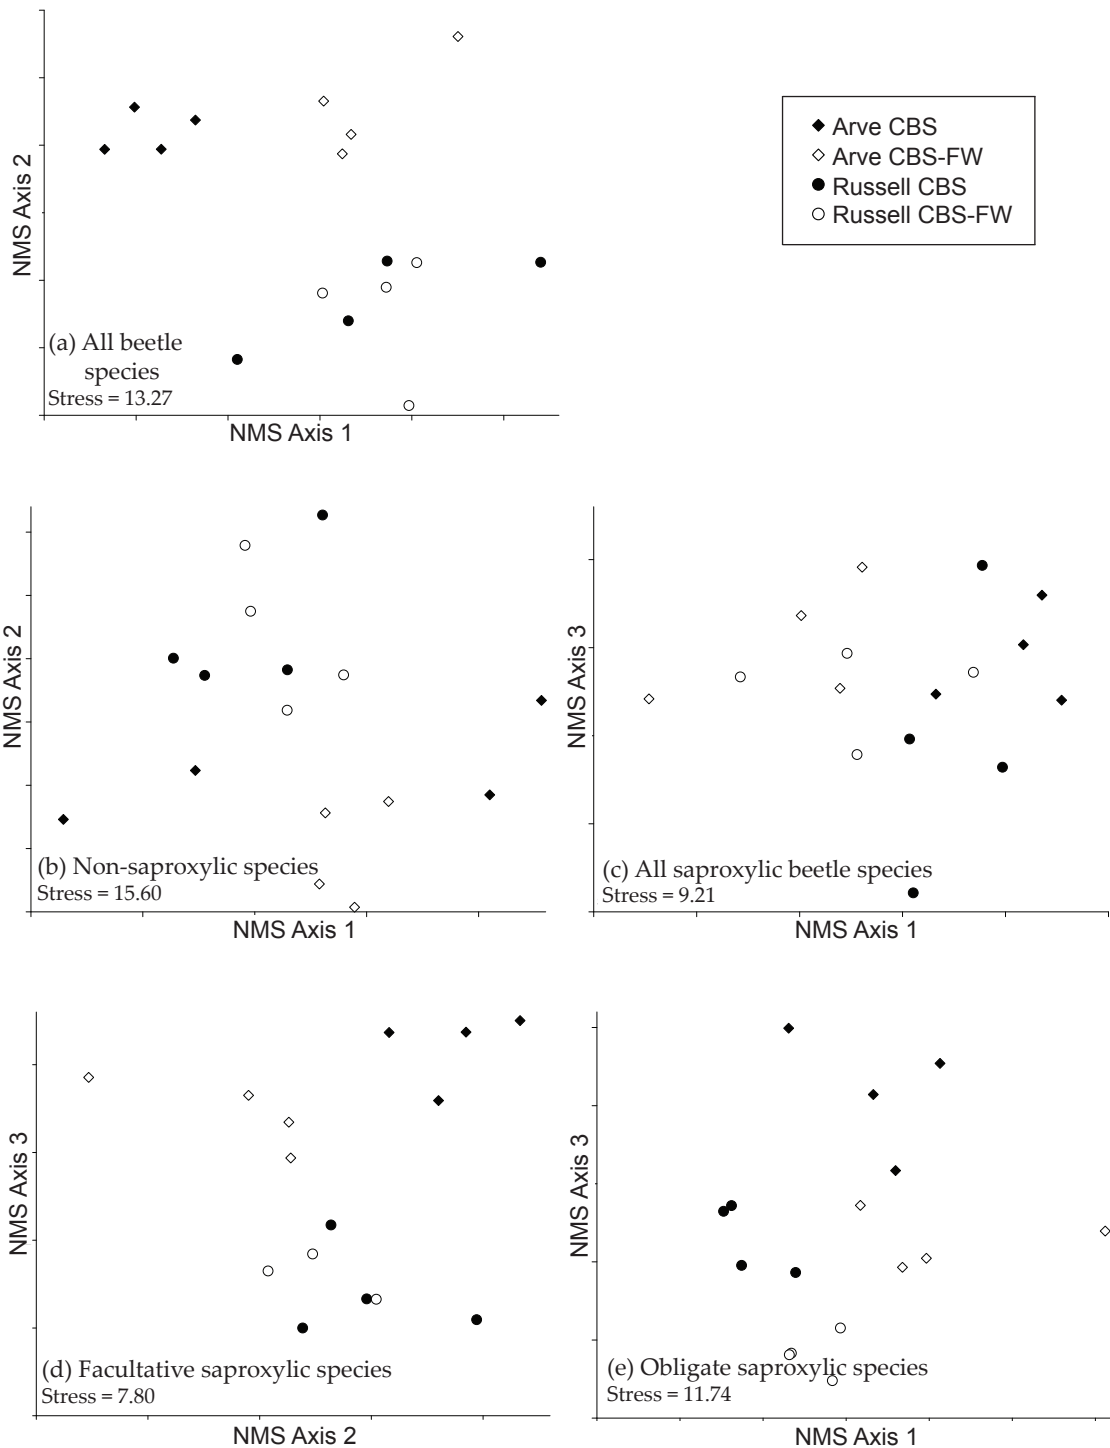 NMS Axis 2
(a) All beetle
species
Stress = 13.27
NMS Axis 1
Arve CBS
Arve CBS-FW
Russell CBS
Russell CBS-FW
NMS Axis 2
(b) Non-saproxylic species
Stress = 15.60
NMS Axis 1
NMS Axis 3
(c) All saproxylic beetle species
Stress = 9.21
NMS Axis 1
NMS Axis 3
(d) Facultative saproxylic species
Stress = 7.80
NMS Axis 2
NMS Axis 3
(e) Obligate saproxylic species
Stress = 11.74
NMS Axis 1